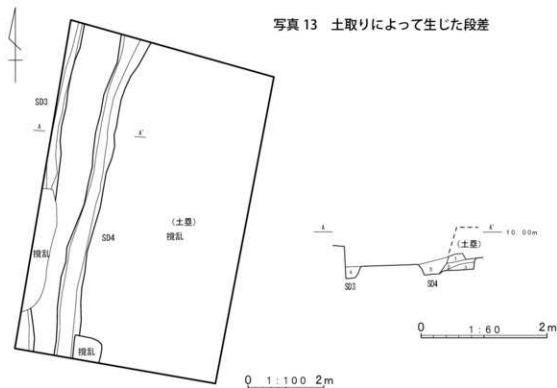 写真 13　土取りによって生じた段差
SD3
A
A'
(土塁)
撹乱
撹乱
SD4
撹乱
0 1:100 2m
A
A'
10.00m
(土塁)
SD3
SD4
0 1:60 2m